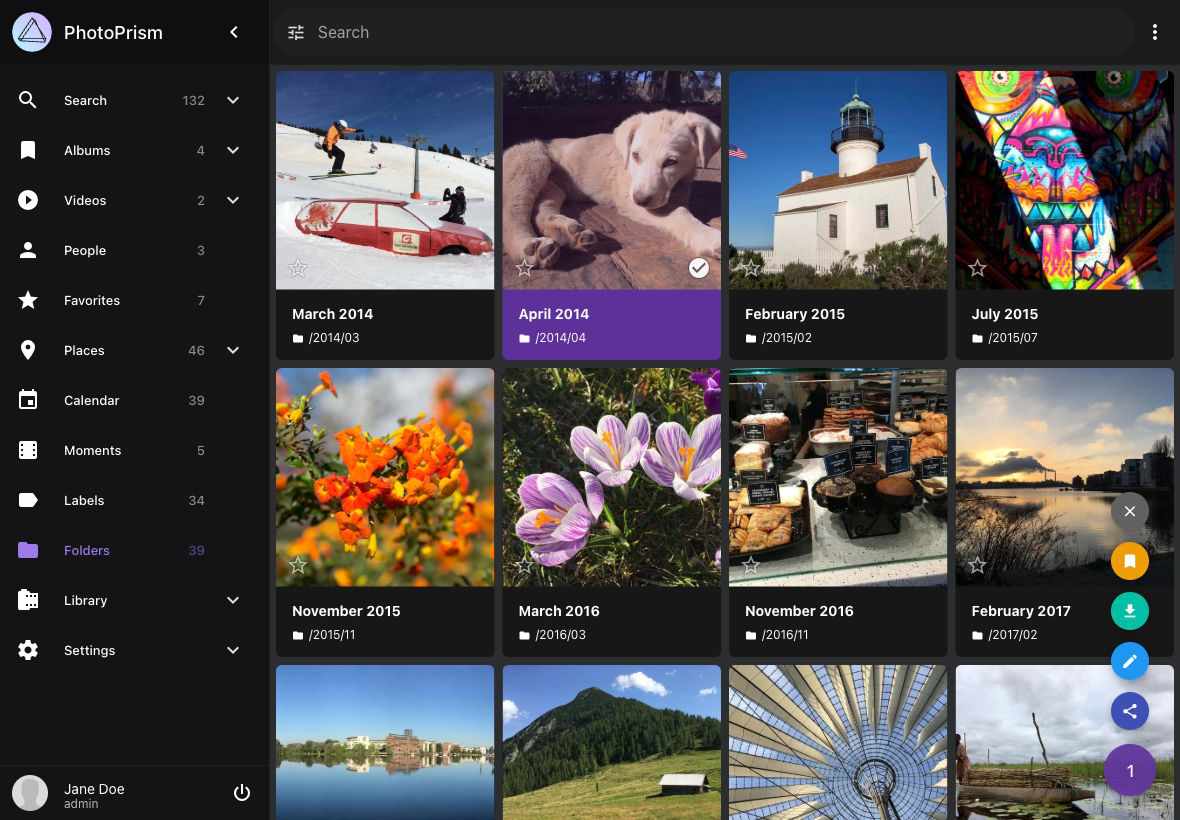 PhotoPrism
Search
Search 132
Albums 4
Videos 2
People 3
Favorites 7
Places 46
Calendar 39
Moments 5
Labels 34
Folders 39
Library
Settings
Jane Doe
admin
March 2014
/2014/03
April 2014
/2014/04
February 2015
/2015/02
July 2015
/2015/07
November 2015
/2015/11
March 2016
/2016/03
November 2016
/2016/11
February 2017
/2017/02
1